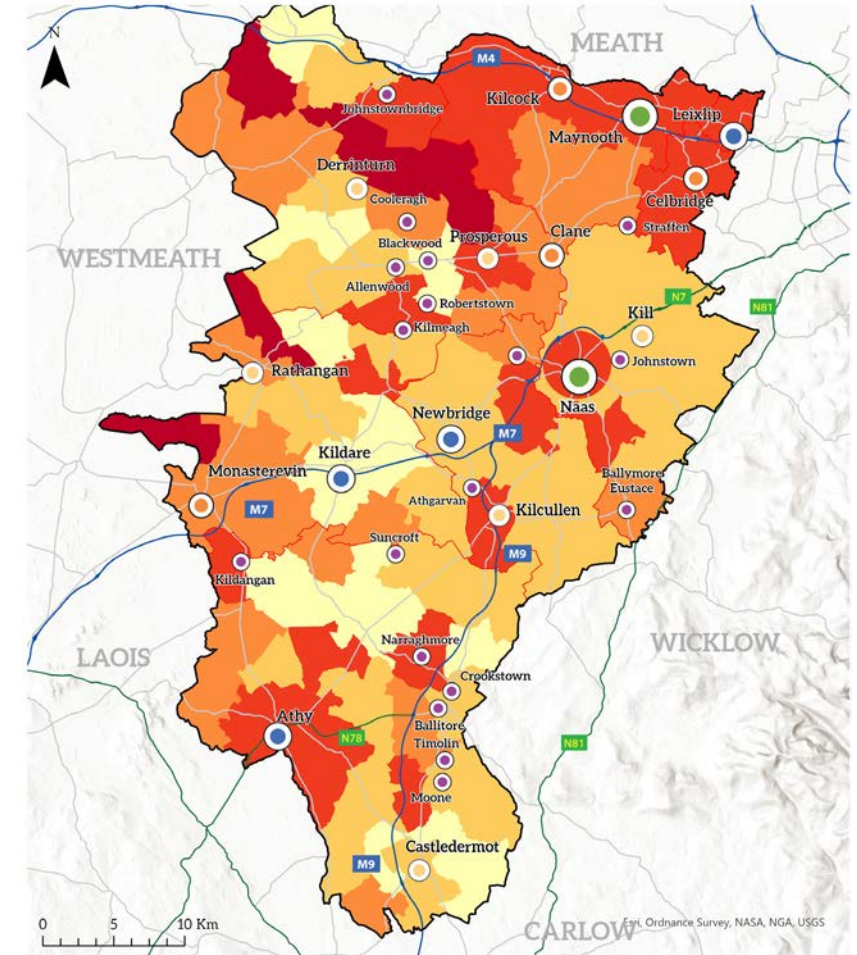 N
MEATH
M4
Kilcock
Johnstownbridge
Maynooth
Leixlip
Derrinturn
Celbridge
Cooleragh
Straffen
Prosperous
Clane
Blackwood
WESTMEATH
Allenwood
N7
Robertstown
N81
Kill
Kilmeagh
Johnstown
Rathangan
Naas
Newbridge
M7
Kildare
Monasterevin
Ballymore
Eustace
Athgarvan
M7
Kilcullen
Suncroft
M9
Kildangan
Narraghmore
WICKLOW
LAOIS
Crookstown
Athy
Ballitore
N78
Timolin
N81
Moone
Castledermot
M9
0 5 10 Km
Esri, Ordnance Survey, NASA, NGA, USGS
CARLOW